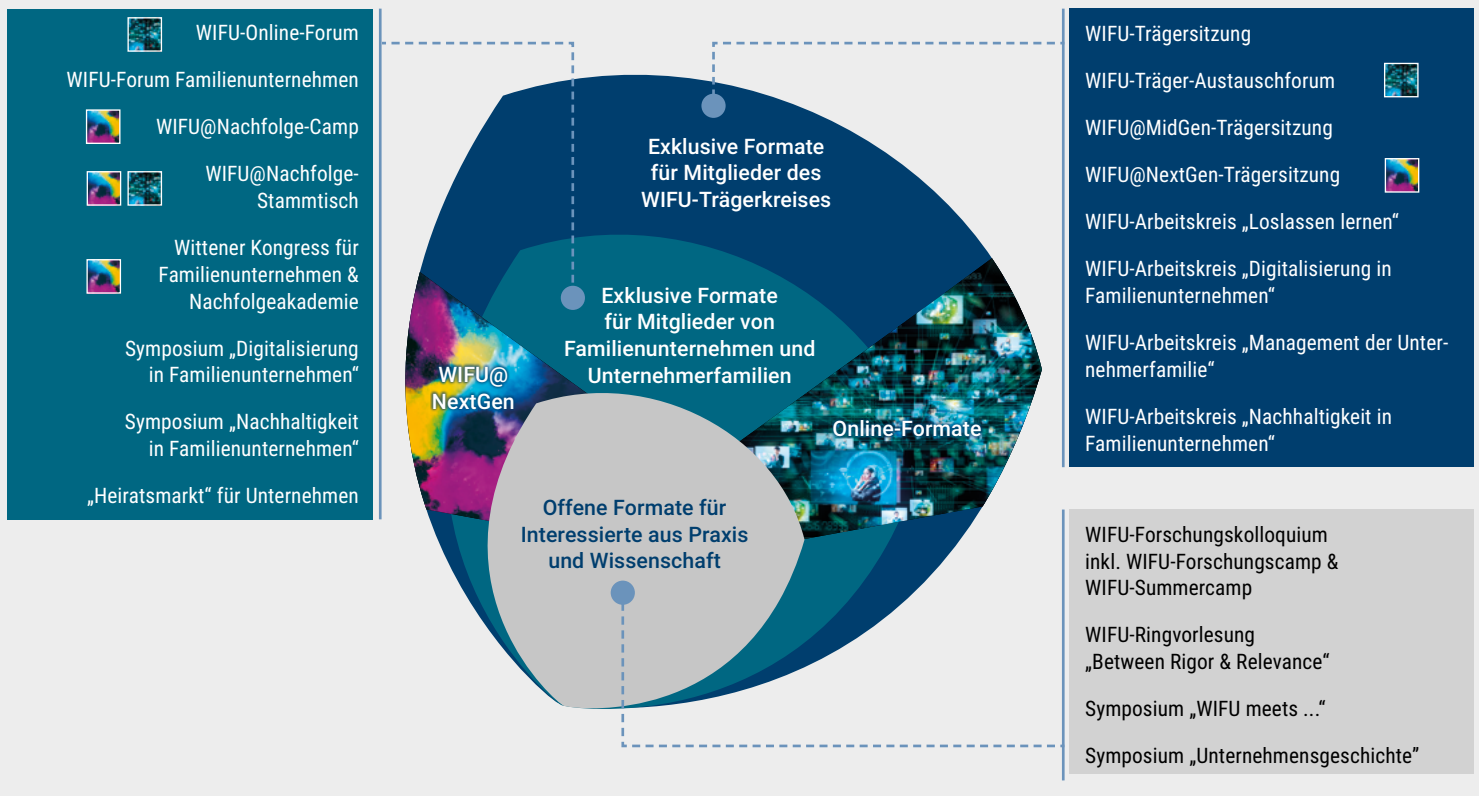 WIFU-Online-Forum
WIFU-Forum Familienunternehmen
WIFU@Nachfolge-Camp
WIFU@Nachfolge-
Stammtisch
Wittener Kongress für
Familienunternehmen &
Nachfolgeakademie
Symposium „Digitalisierung
in Familienunternehmen“
Symposium „Nachhaltigkeit
in Familienunternehmen“
„Heiratsmarkt“ für Unternehmen
Exklusive Formate
für Mitglieder des
WIFU-Trägerkreises
Exklusive Formate
für Mitglieder von
Familienunternehmen und
Unternehmerfamilien
WIFU@
NextGen
Online-Formate
Offene Formate für
Interessierte aus Praxis
und Wissenschaft
WIFU-Trägersitzung
WIFU-Träger-Austauschforum
WIFU@MidGen-Trägersitzung
WIFU@NextGen-Trägersitzung
WIFU-Arbeitskreis „Loslassen lernen“
WIFU-Arbeitskreis „Digitalisierung in
Familienunternehmen“
WIFU-Arbeitskreis „Management der Unter-
nehmerfamilie“
WIFU-Arbeitskreis „Nachhaltigkeit in
Familienunternehmen“
WIFU-Forschungskolloquium
inkl. WIFU-Forschungscamp &
WIFU-Summercamp
WIFU-Ringvorlesung
„Between Rigor & Relevance“
Symposium „WIFU meets ...“
Symposium „Unternehmensgeschichte”